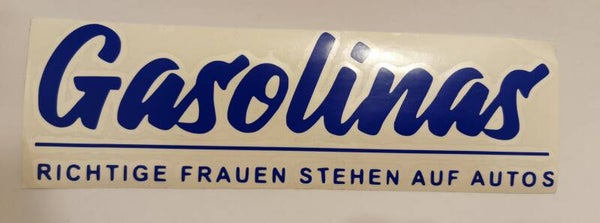 Gasolinas
RICHTIGE FRAUEN STEHEN AUF AUTOS